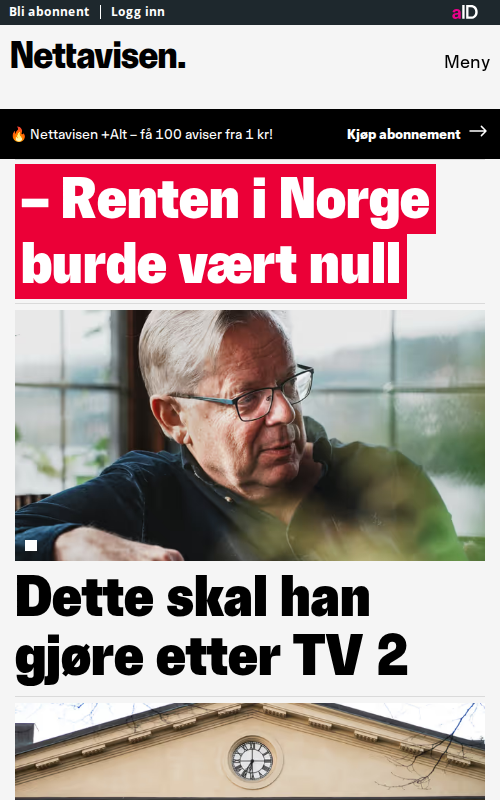 Bli abonnent | Logg inn
aID
Nettavisen.
Meny
🔥 Nettavisen +Alt – få 100 aviser fra 1 kr!
Kjøp abonnement →
– Renten i Norge
burde vært null
Dette skal han
gjøre etter TV 2